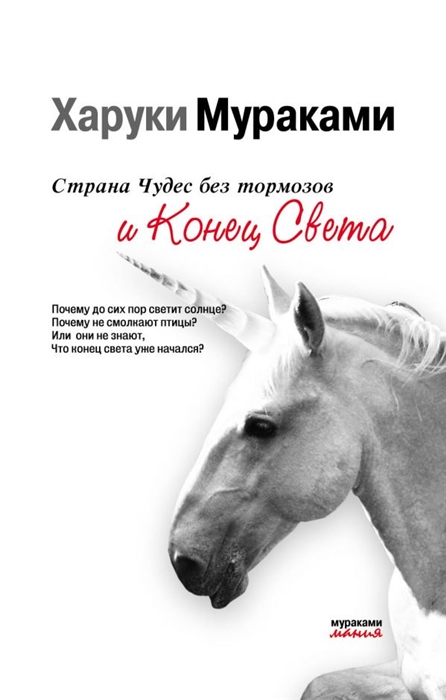 Харуки Мураками
Страна Чудес без тормозов
и Конец Света
Почему до сих пор светит солнце?
Почему не смолкают птицы?
Или они не знают,
Что конец света уже начался?
мураками
мания